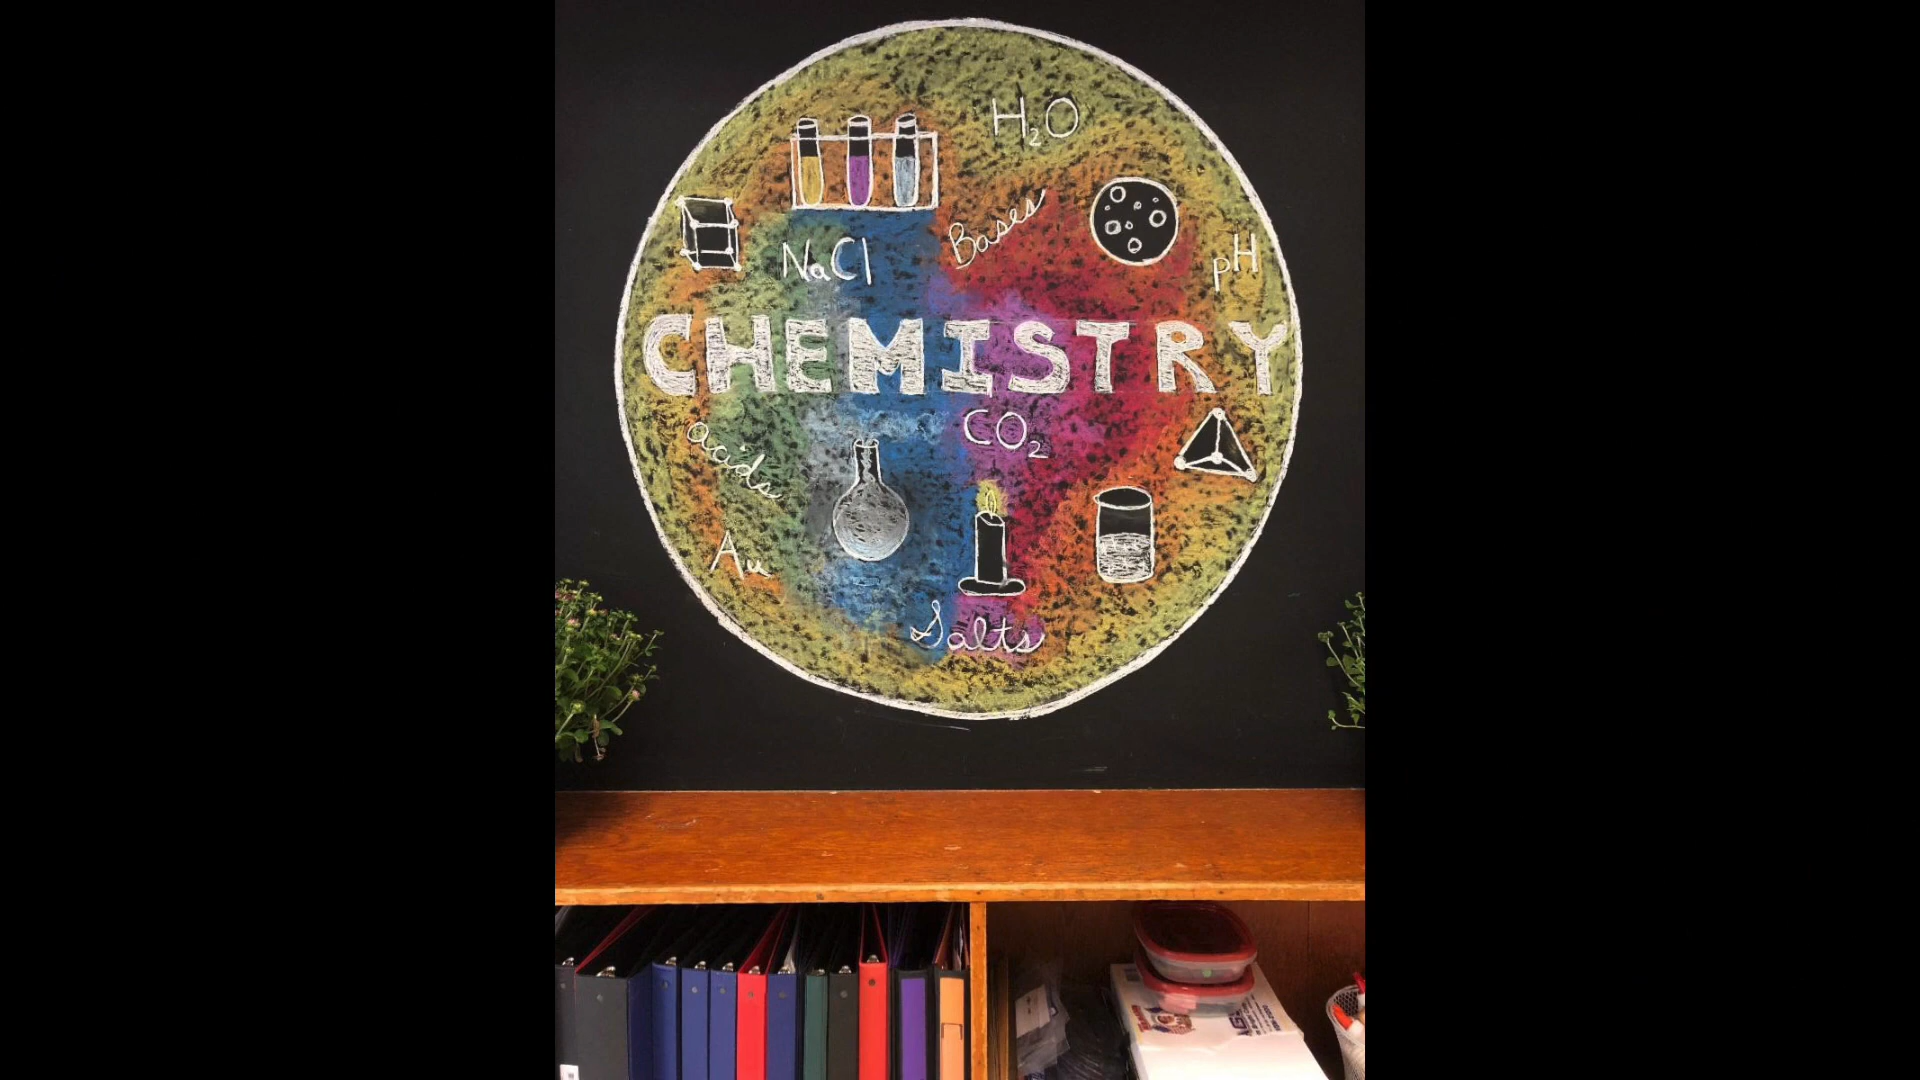 H₂O
Bases
NaCl
pH
CHEMISTRY
CO₂
acids
Au
Salts